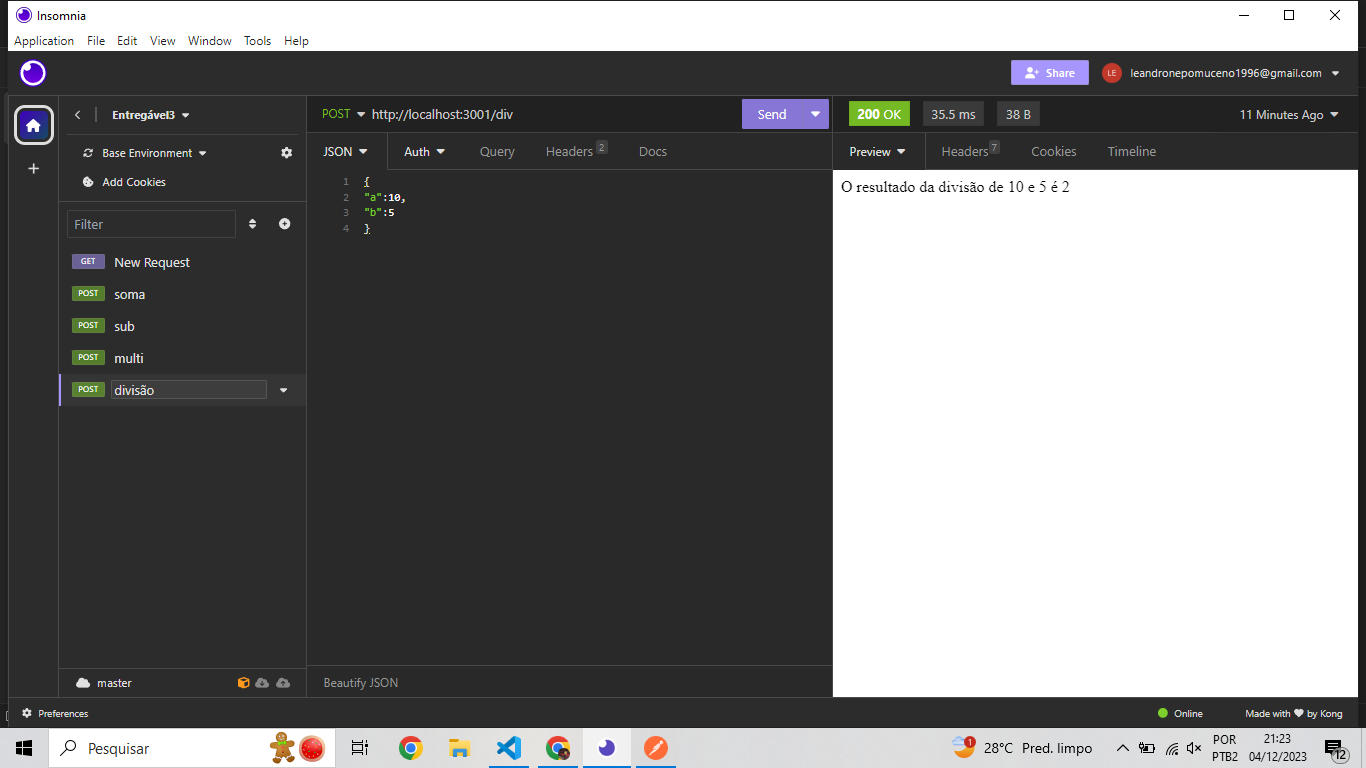 Insomnia
Application File Edit View Window Tools Help
Share LE leandronepomuceno1996@gmail.com
Entregável3
Base Environment
Add Cookies
Filter
GET New Request
POST soma
POST sub
POST multi
POST divisão
master
POST http://localhost:3001/div Send
JSON Auth Query Headers 2 Docs
1 {
2 "a":10,
3 "b":5
4 }
Beautify JSON
200 OK 35.5 ms 38 B 11 Minutes Ago
Preview Headers 7 Cookies Timeline
O resultado da divisão de 10 e 5 é 2
Preferences Online Made with ❤ by Kong
Pesquisar 1 28°C Pred. limpo POR 21:23
PTB2 04/12/2023 12